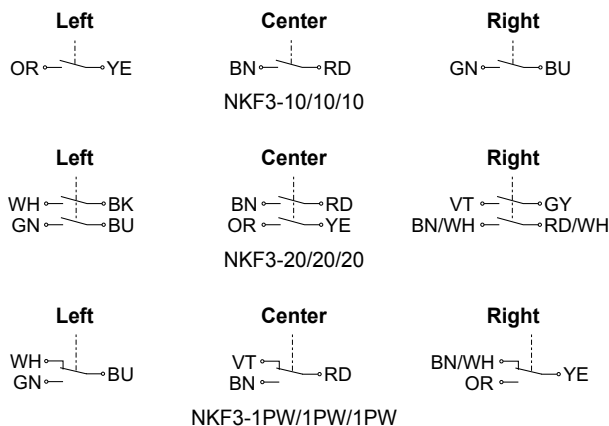 Left Center Right
OR YE BN RD GN BU
NKF3-10/10/10
Left Center Right
WH BK BN RD VT GY
GN BU OR YE BN/WH RD/WH
NKF3-20/20/20
Left Center Right
WH BU VT RD BN/WH YE
GN BN OR
NKF3-1PW/1PW/1PW